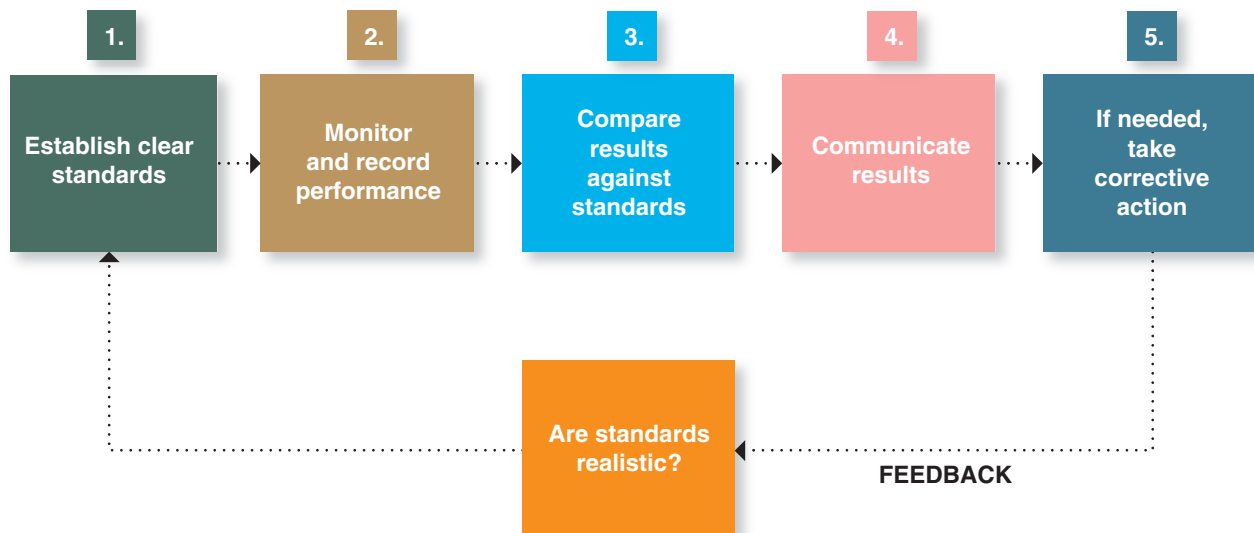 1.
Establish clear
standards
2.
Monitor
and record
performance
3.
Compare
results
against
standards
4.
Communicate
results
5.
If needed,
take
corrective
action
Are standards
realistic?
FEEDBACK